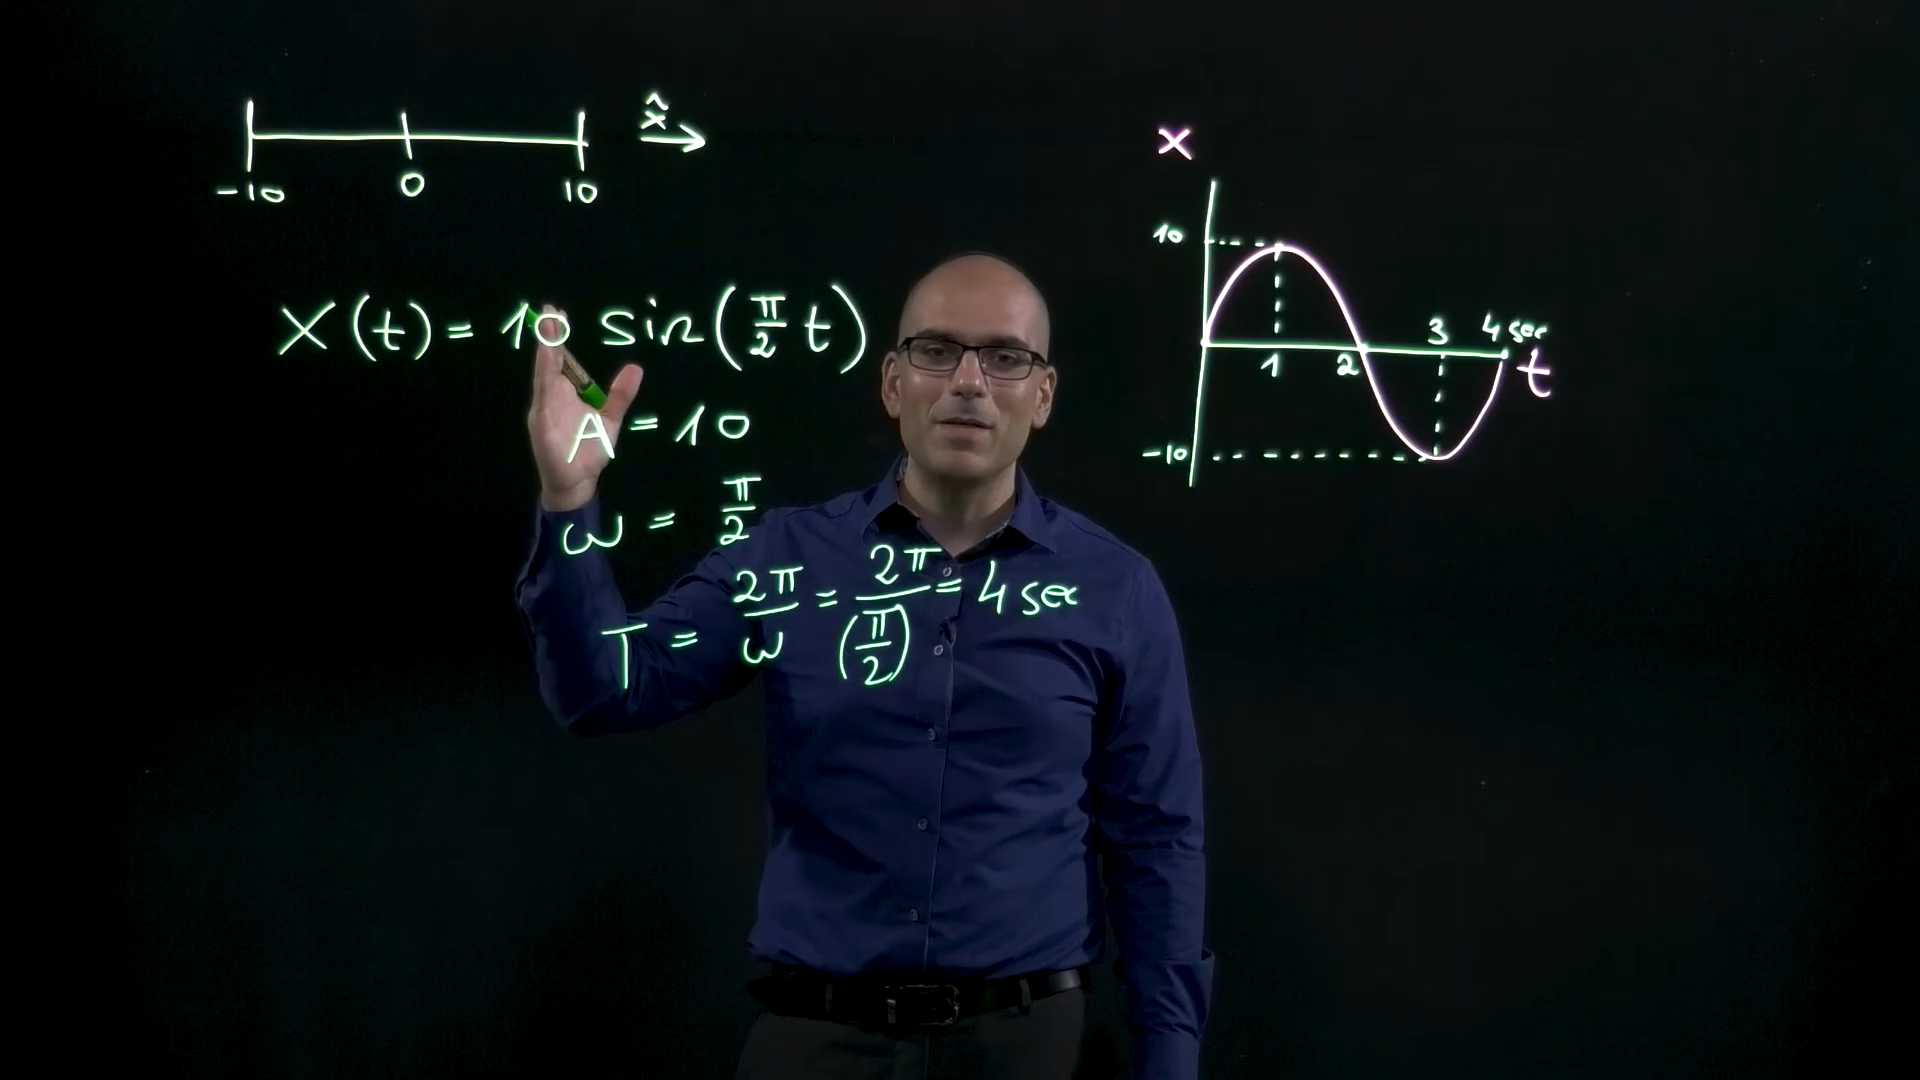 -10 0 10 x̂
X(t) = 10 sin(π/2 t)
A = 10
ω = π/2
T = 2π/ω = 2π/(π/2) = 4 sec
x
10
1 2 3 4 sec
t
-10